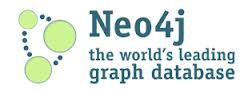 Neo4j
the world's leading
graph database